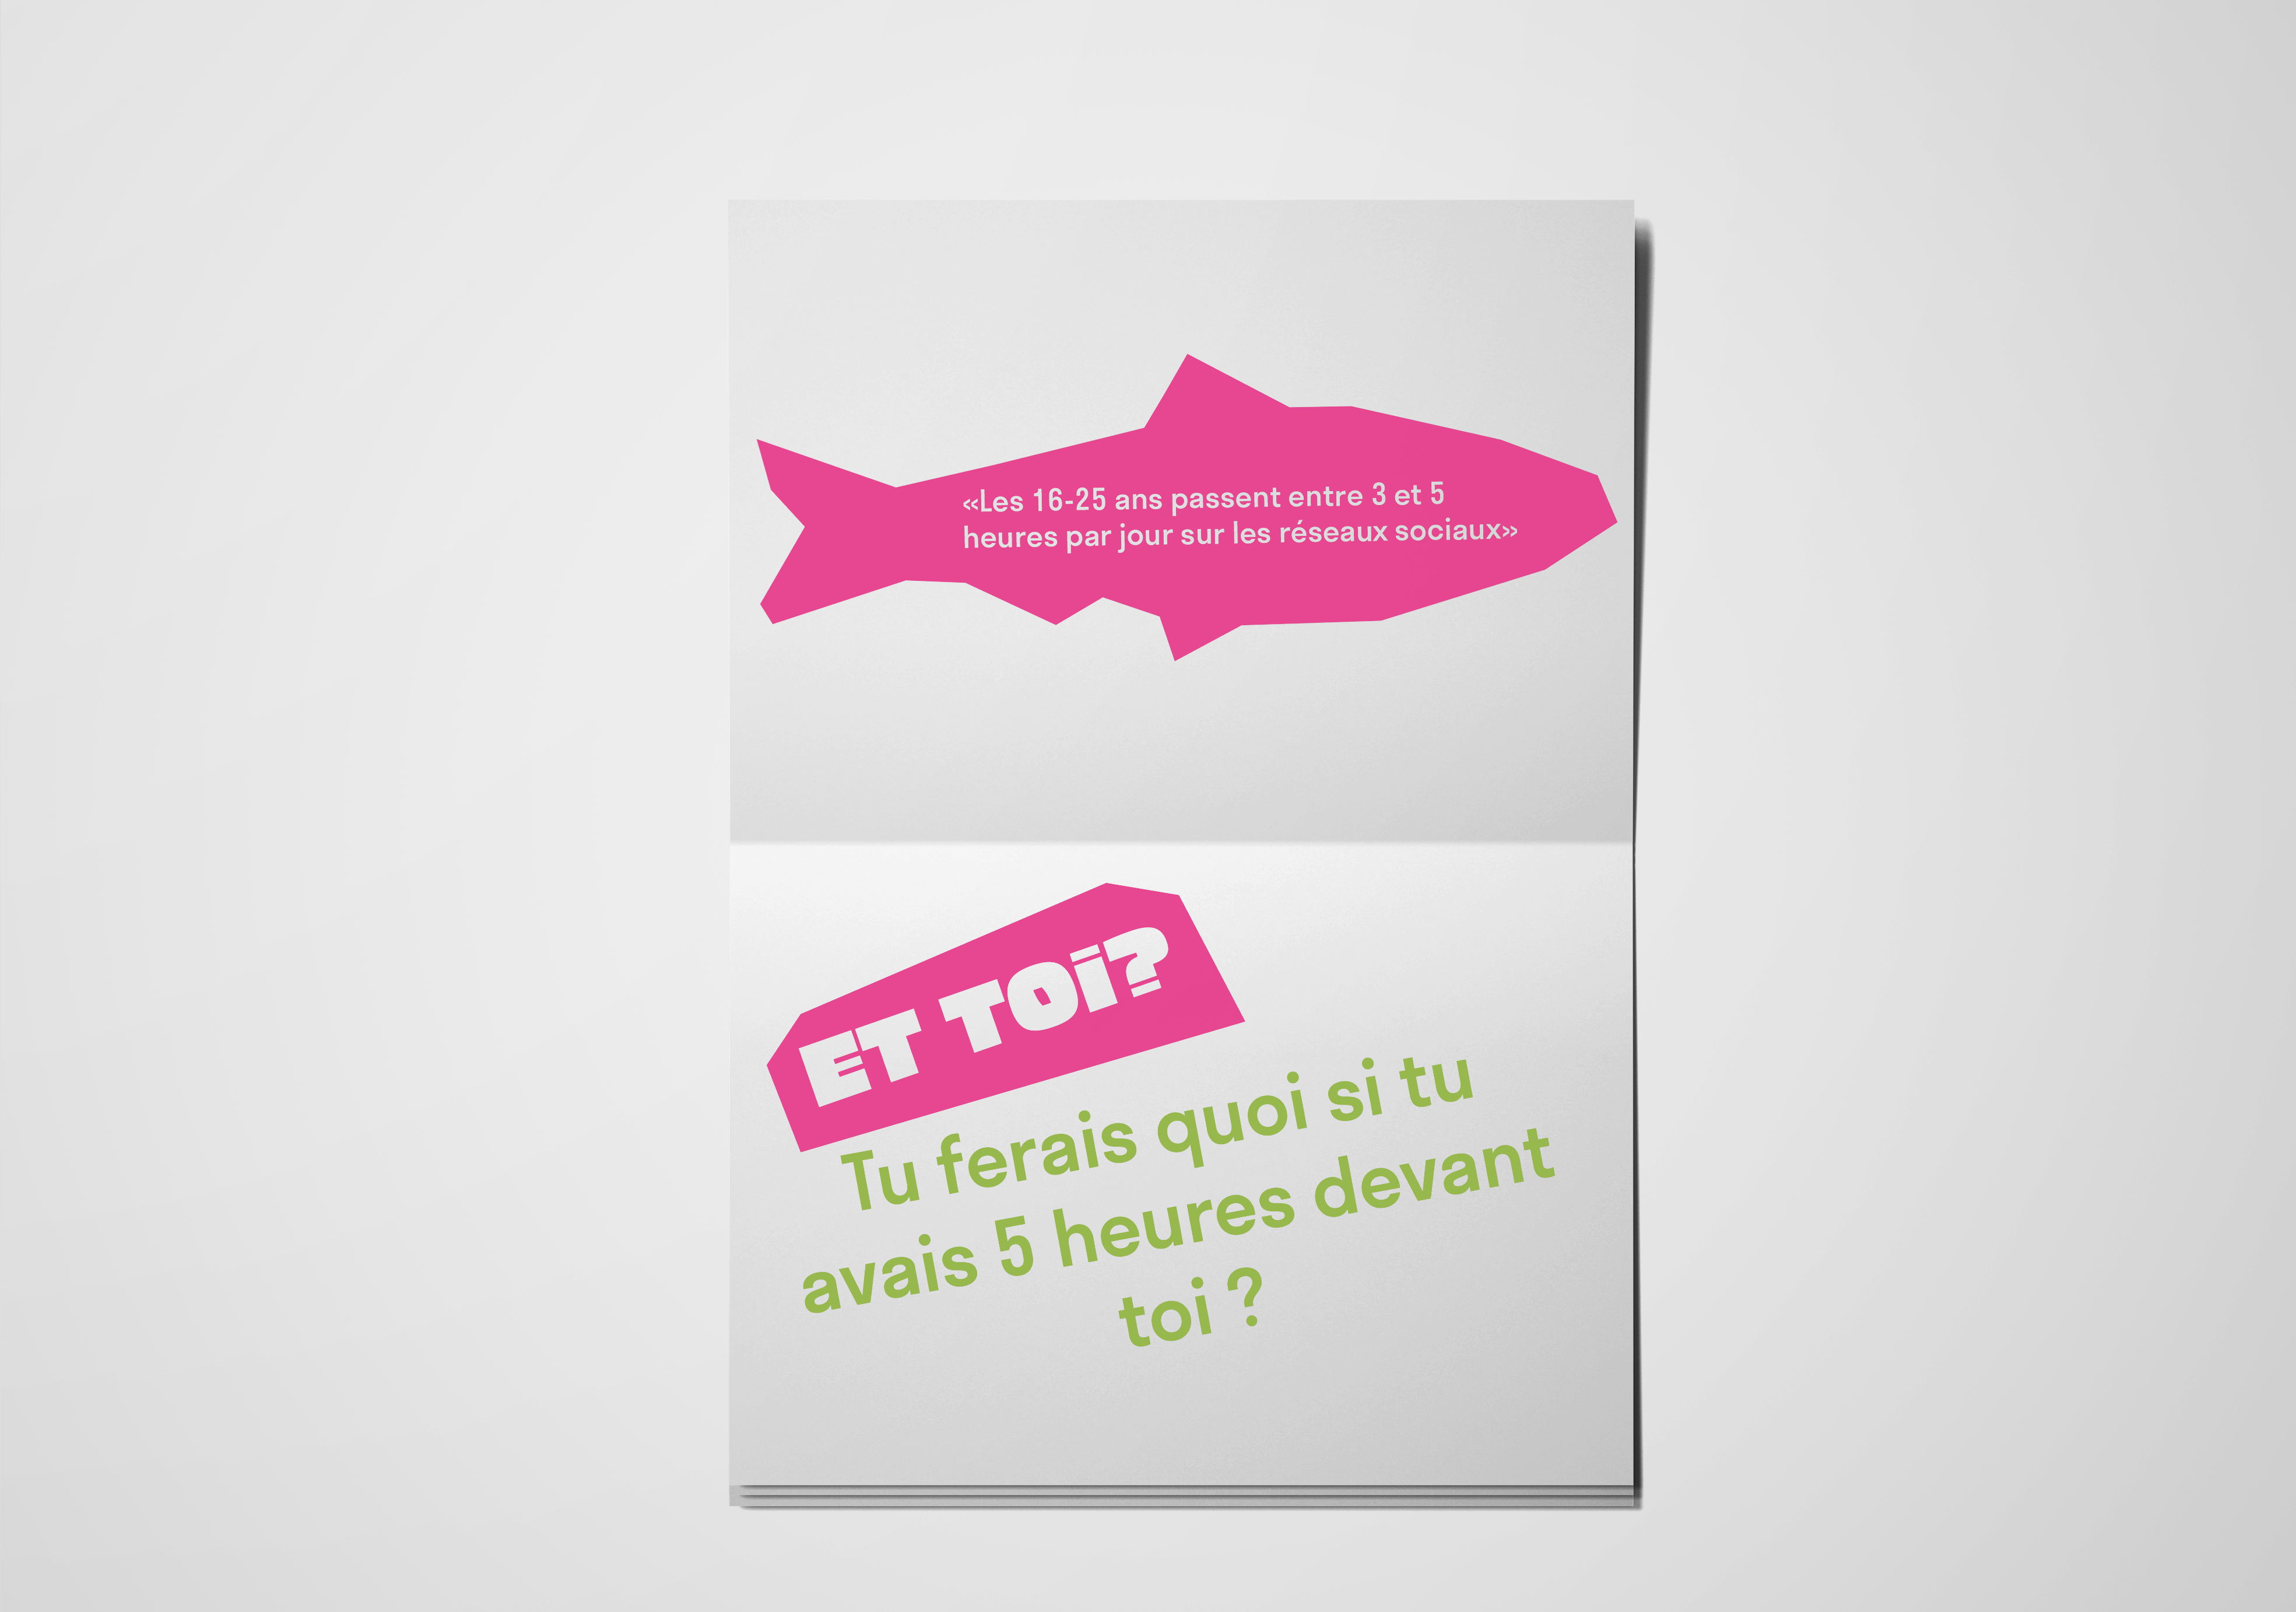 «Les 16-25 ans passent entre 3 et 5
heures par jour sur les réseaux sociaux»
ET TOi?
Tu ferais quoi si tu
avais 5 heures devant
toi ?